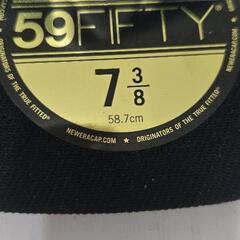 59FIFTY
7 3/8
58.7cm
ORIGINATORS OF THE TRUE FITTED®
NEWERACAP.COM • ORIGINATORS OF THE TRUE FITTED®